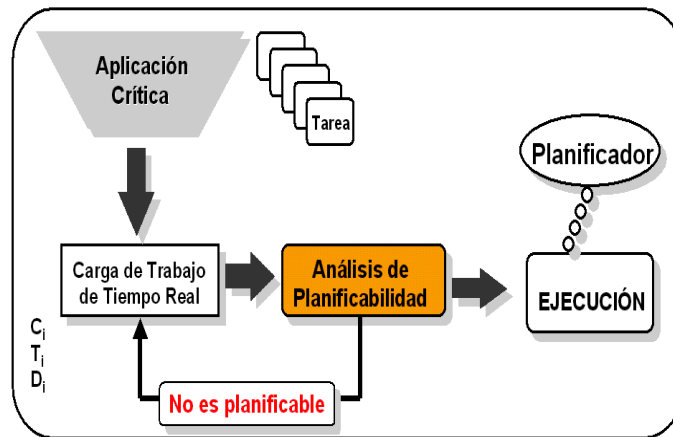 Aplicación
Crítica
Tarea
Planificador
Carga de Trabajo
de Tiempo Real
Análisis de
Planificabilidad
EJECUCIÓN
Ci
Ti
Di
No es planificable